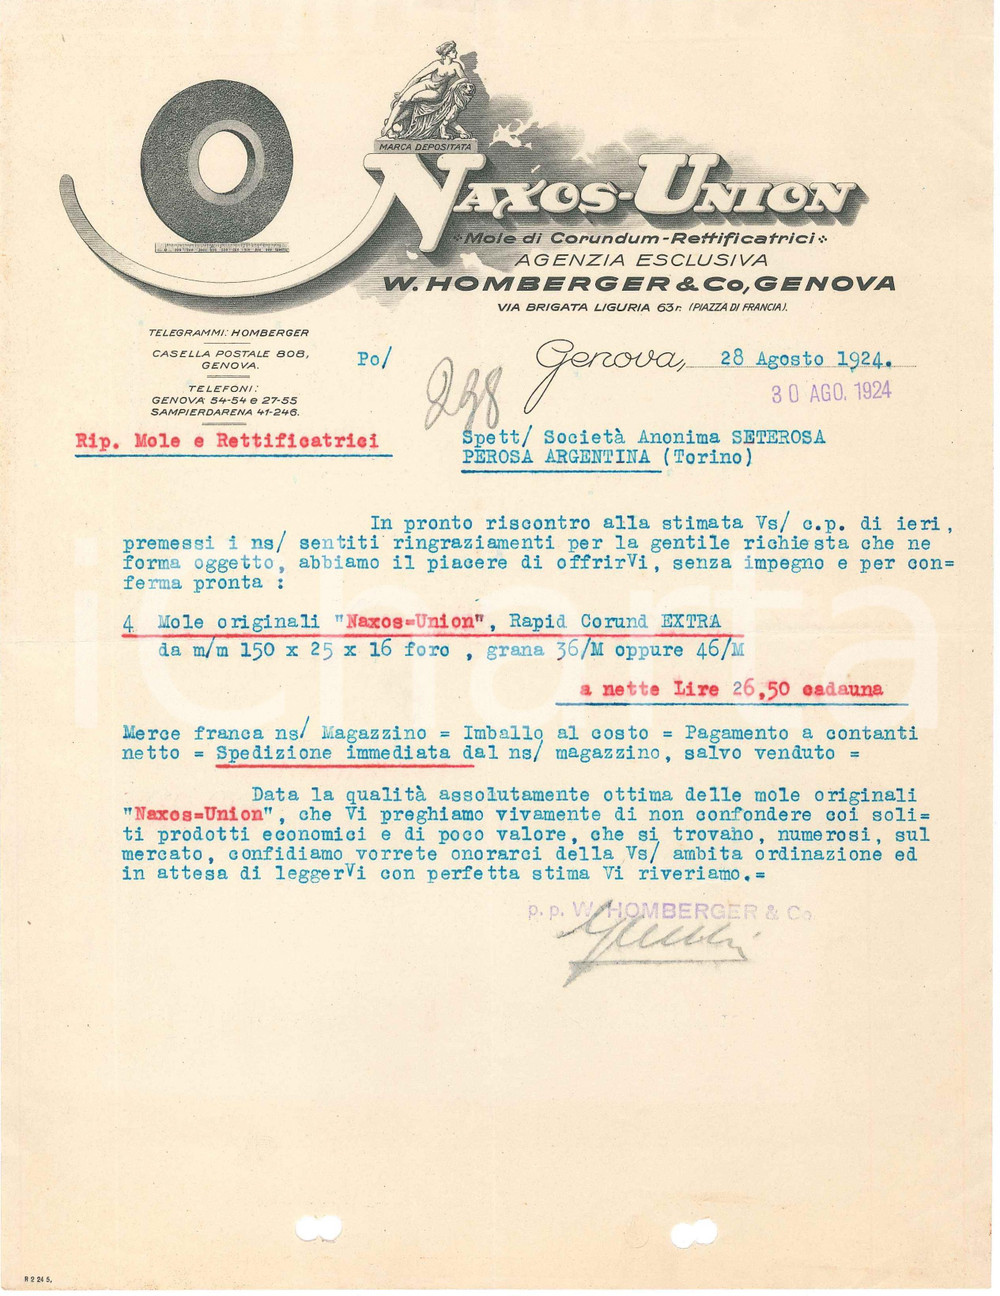 MARCA DEPOSITATA
NAXOS-UNION
Mole di Corundum-Rettificatrici
AGENZIA ESCLUSIVA
W. HOMBERGER & Co, GENOVA
VIA BRIGATA LIGURIA 63r. (PIAZZA DI FRANCIA).
TELEGRAMMI: HOMBERGER
CASELLA POSTALE 808,
GENOVA.
TELEFONI:
GENOVA 54-54 e 27-55
SAMPIERDARENA 41-246.
Po/
Genova, 28 Agosto 1924.
30 AGO. 1924
Rip. Mole e Rettificatrici
Spett/ Società Anonima SETEROSA
PEROSA ARGENTINA (Torino)
In pronto riscontro alla stimata Vs/ c.p. di ieri,
premessi i ns/ sentiti ringraziamenti per la gentile richiesta che ne
forma oggetto, abbiamo il piacere di offrirVi, senza impegno e per con=
ferma pronta :
4 Mole originali "Naxos=Union", Rapid Corund EXTRA
da m/m 150 x 25 x 16 foro , grana 36/M oppure 46/M
a nette Lire 26,50 cadauna
Merce franca ns/ Magazzino = Imballo al costo = Pagamento a contanti
netto = Spedizione immediata dal ns/ magazzino, salvo venduto =
Data la qualità assolutamente ottima delle mole originali
"Naxos=Union", che Vi preghiamo vivamente di non confondere coi soli=
ti prodotti economici e di poco valore, che si trovano, numerosi, sul
mercato, confidiamo vorrete onorarci della Vs/ ambita ordinazione ed
in attesa di leggerVi con perfetta stima Vi riveriamo.=
p. p. W. HOMBERGER & Co
R 2 24 5.
icharta